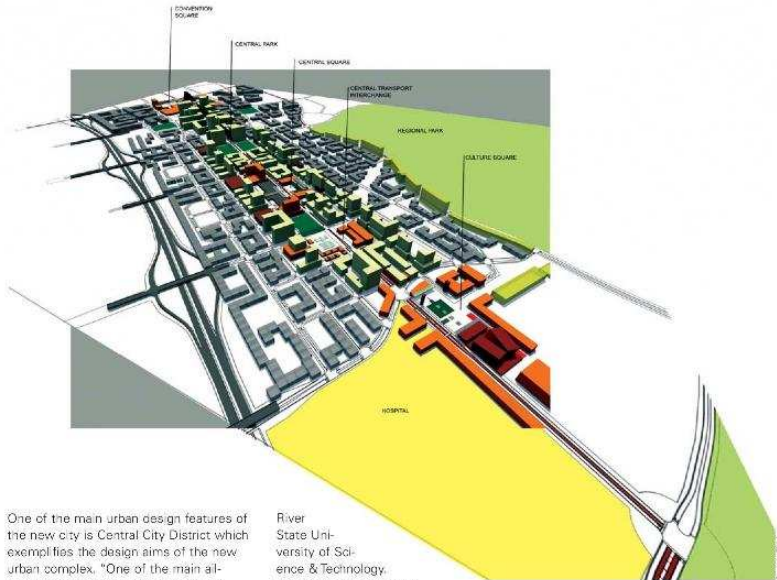 CONVENTION
SQUARE
CENTRAL PARK
CENTRAL SQUARE
CENTRAL TRANSPORT
INTERCHANGE
REGIONAL PARK
CULTURE SQUARE
HOSPITAL
One of the main urban design features of
the new city is Central City District which
exemplifies the design aims of the new
urban complex. "One of the main all-
River
State Uni-
versity of Sci-
ence & Technology.